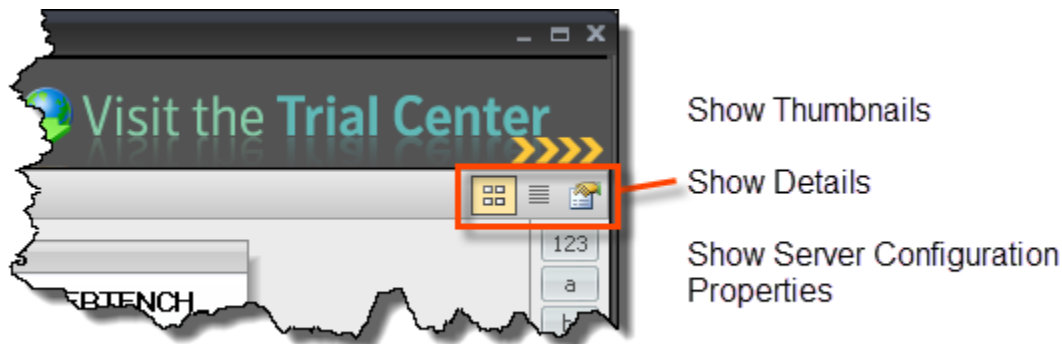 Visit the Trial Center
Show Thumbnails
Show Details
123
a
Show Server Configuration
Properties